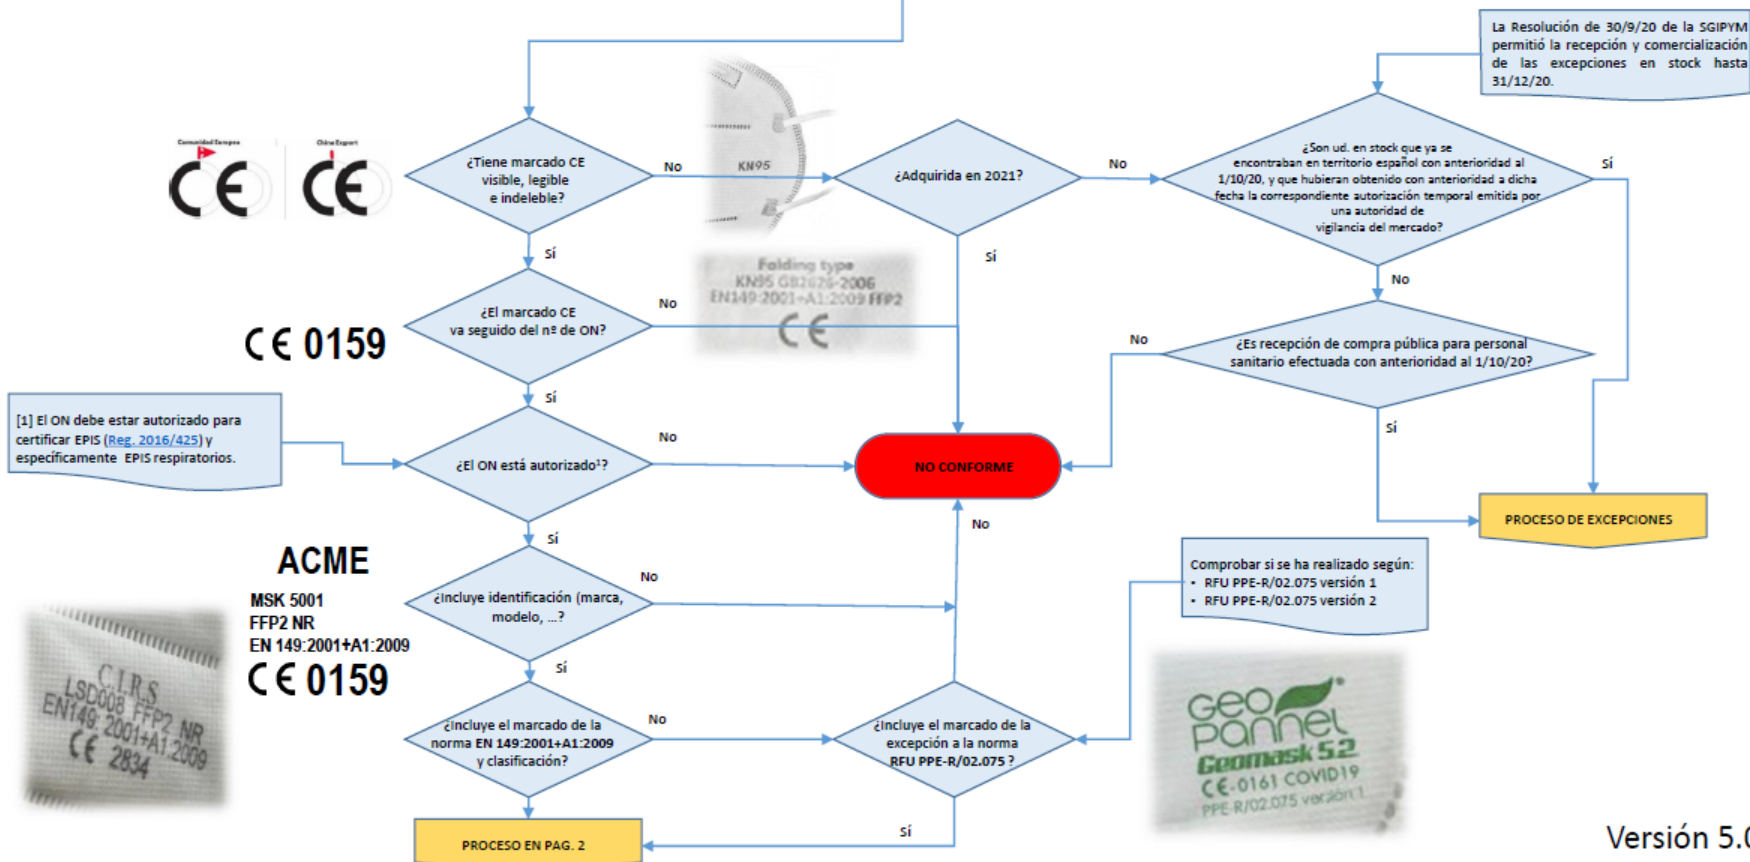 La Resolución de 30/9/20 de la SGIPYM
permitió la recepción y comercialización
de las excepciones en stock hasta
31/12/20.
Comunidad Europea
China Export
CE
CE
¿Tiene marcado CE
visible, legible
e indeleble?
No
KN95
¿Adquirida en 2021?
No
¿Son ud. en stock que ya se
encontraban en territorio español con anterioridad al
1/10/20, y que hubieran obtenido con anterioridad a dicha
fecha la correspondiente autorización temporal emitida por
una autoridad de
vigilancia del mercado?
Sí
Sí
Sí
No
Folding type
KN95 GB2626-2006
EN149:2001+A1:2009 FFP2
CE
CE 0159
¿El marcado CE
va seguido del nº de ON?
No
No
¿Es recepción de compra pública para personal
sanitario efectuada con anterioridad al 1/10/20?
Sí
Sí
[1] El ON debe estar autorizado para
certificar EPIS (Reg. 2016/425) y
específicamente EPIS respiratorios.
¿El ON está autorizado¹?
No
NO CONFORME
PROCESO DE EXCEPCIONES
Sí
No
ACME
MSK 5001
FFP2 NR
EN 149:2001+A1:2009
CE 0159
¿Incluye identificación (marca,
modelo, ...?
No
Comprobar si se ha realizado según:
• RFU PPE-R/02.075 versión 1
• RFU PPE-R/02.075 versión 2
Sí
C.I.R.S
LSD008 FFP2 NR
EN149: 2001+A1:2009
CE 2834
¿Incluye el marcado de la
norma EN 149:2001+A1:2009
y clasificación?
No
¿Incluye el marcado de la
excepción a la norma
RFU PPE-R/02.075 ?
GEO
PANNEL
Geomask 5.2
CE-0161 COVID19
PPE-R/02.075 versión 1
Sí
PROCESO EN PAG. 2
Versión 5.0